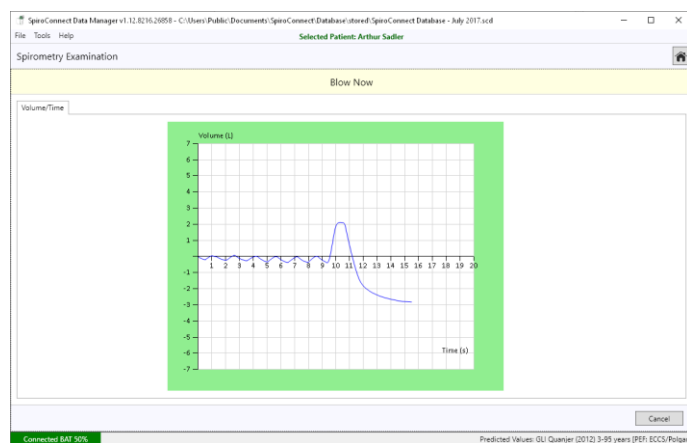 SpiroConnect Data Manager v1.12.8216.26858 - C:\Users\Public\Documents\SpiroConnect\Database\stored\SpiroConnect Database - July 2017.scd
File Tools Help Selected Patient: Arthur Sadler
Spirometry Examination
Blow Now
Volume/Time
Volume (L)
7
6
5
4
3
2
1
1 2 3 4 5 6 7 8 9 10 11 12 13 14 15 16 17 18 19 20
-1
-2
-3
-4
-5
-6
-7
Time (s)
Cancel
Connected BAT 50% Predicted Values: GLI Quanjer (2012) 3-95 years [PEF: ECCS/Polgar